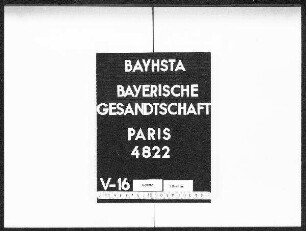 BAYHSTA
BAYERISCHE
GESANDTSCHAFT
PARIS
4822
V-16